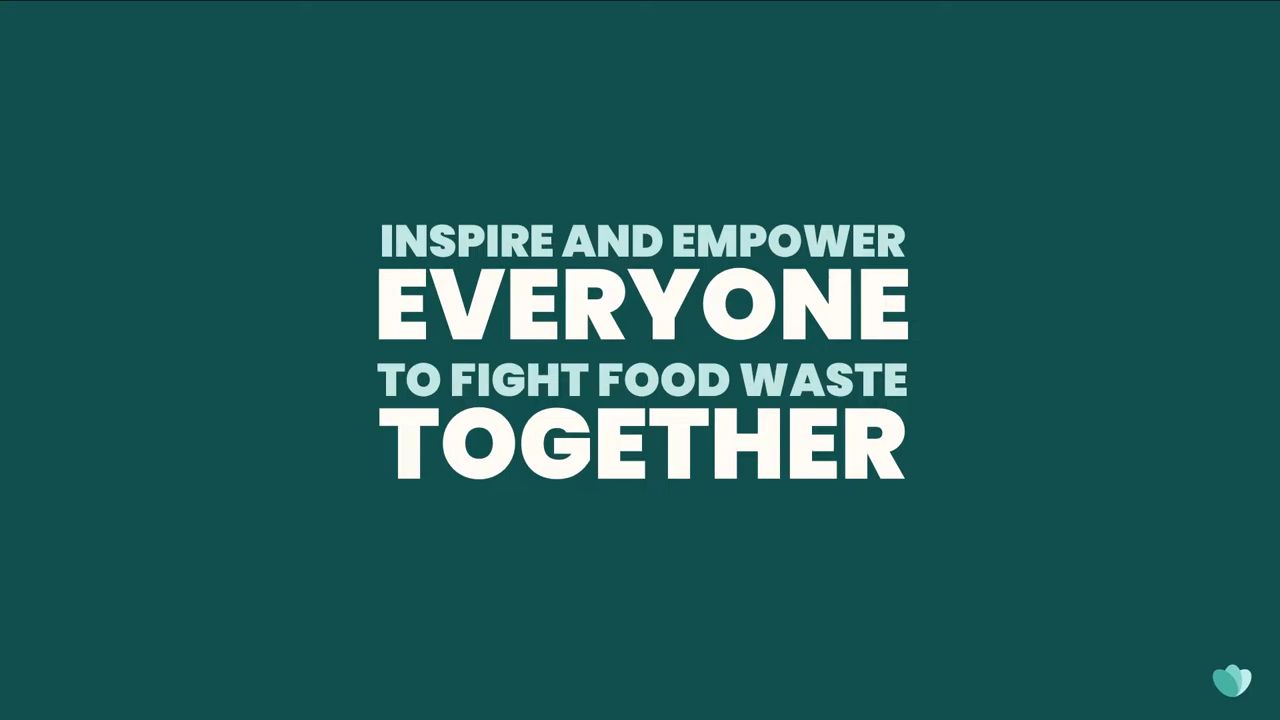 INSPIRE AND EMPOWER
EVERYONE
TO FIGHT FOOD WASTE
TOGETHER